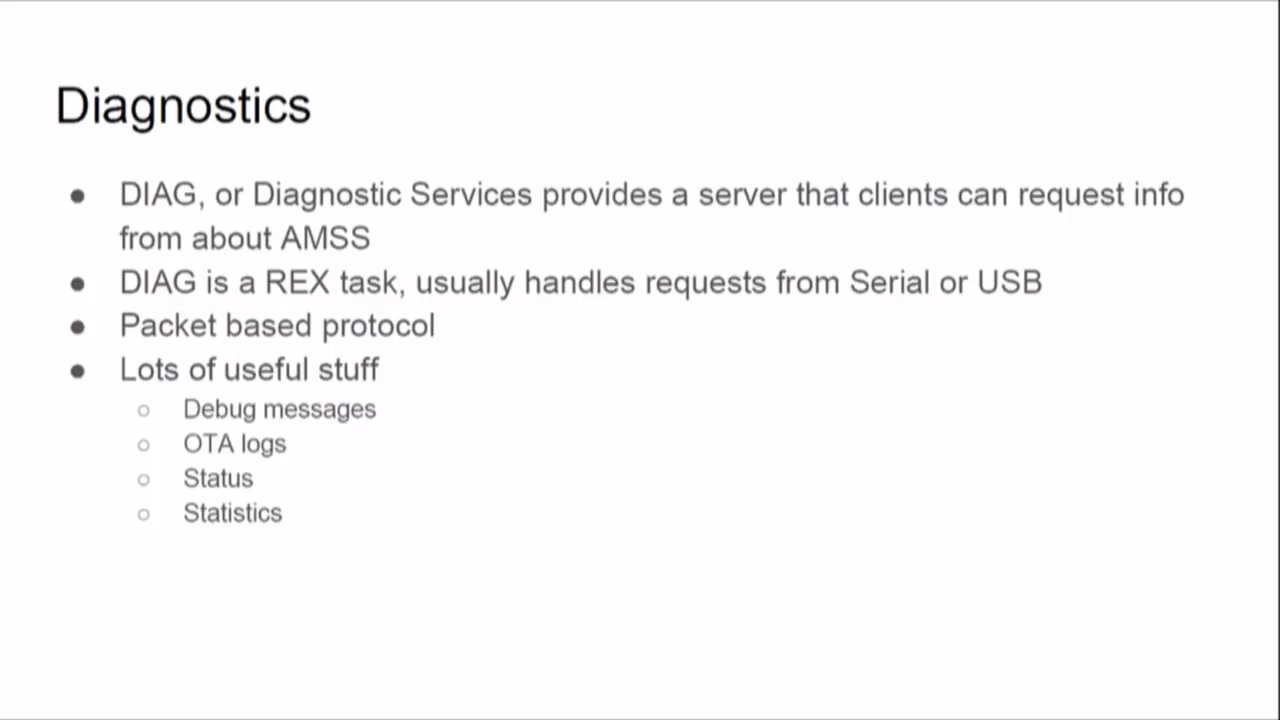 Diagnostics
● DIAG, or Diagnostic Services provides a server that clients can request info
from about AMSS
● DIAG is a REX task, usually handles requests from Serial or USB
● Packet based protocol
● Lots of useful stuff
○ Debug messages
○ OTA logs
○ Status
○ Statistics